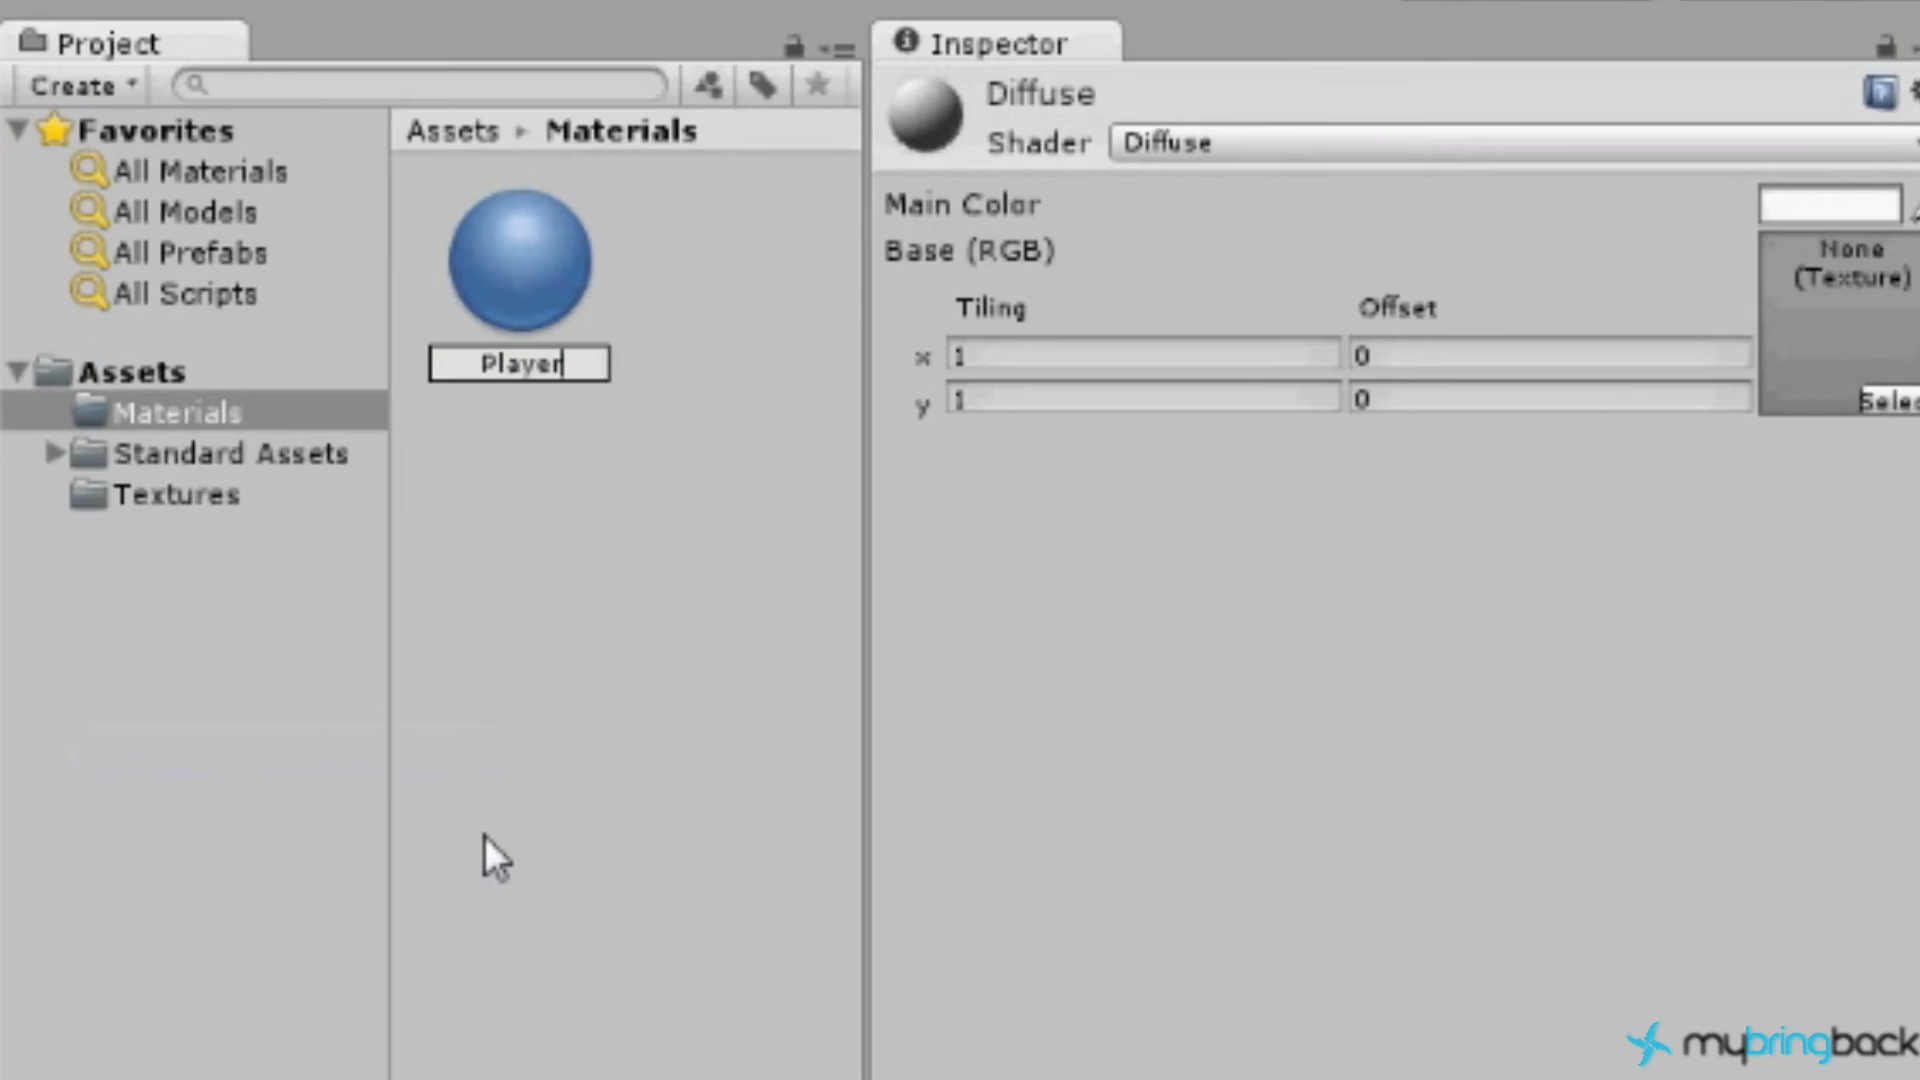 Project
Create
Favorites
All Materials
All Models
All Prefabs
All Scripts
Assets
Materials
Standard Assets
Textures
Assets Materials
Player
Inspector
Diffuse
Shader Diffuse
Main Color
Base (RGB)
None
(Texture)
Tiling Offset
x 1 0
y 1 0
Selec
mybringback